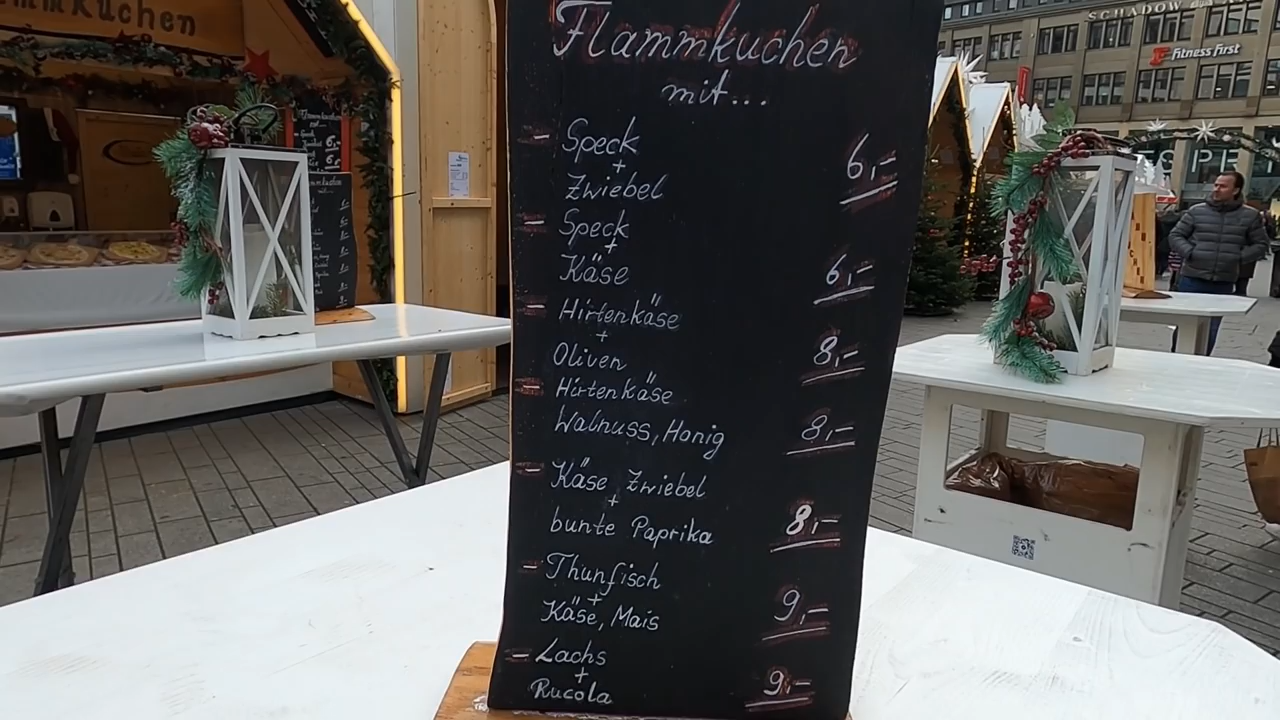 Flammkuchen
mit...
Speck
+
Zwiebel 6,-
Speck
+
Käse 6,-
Hirtenkäse
+
Oliven 8,-
Hirtenkäse
Walnuss, Honig 8,-
Käse Zwiebel
+
bunte Paprika 8,-
Thunfisch
+
Käse, Mais 9,-
Lachs
+
Rucola 9,-
SCHADOW
Fitness First